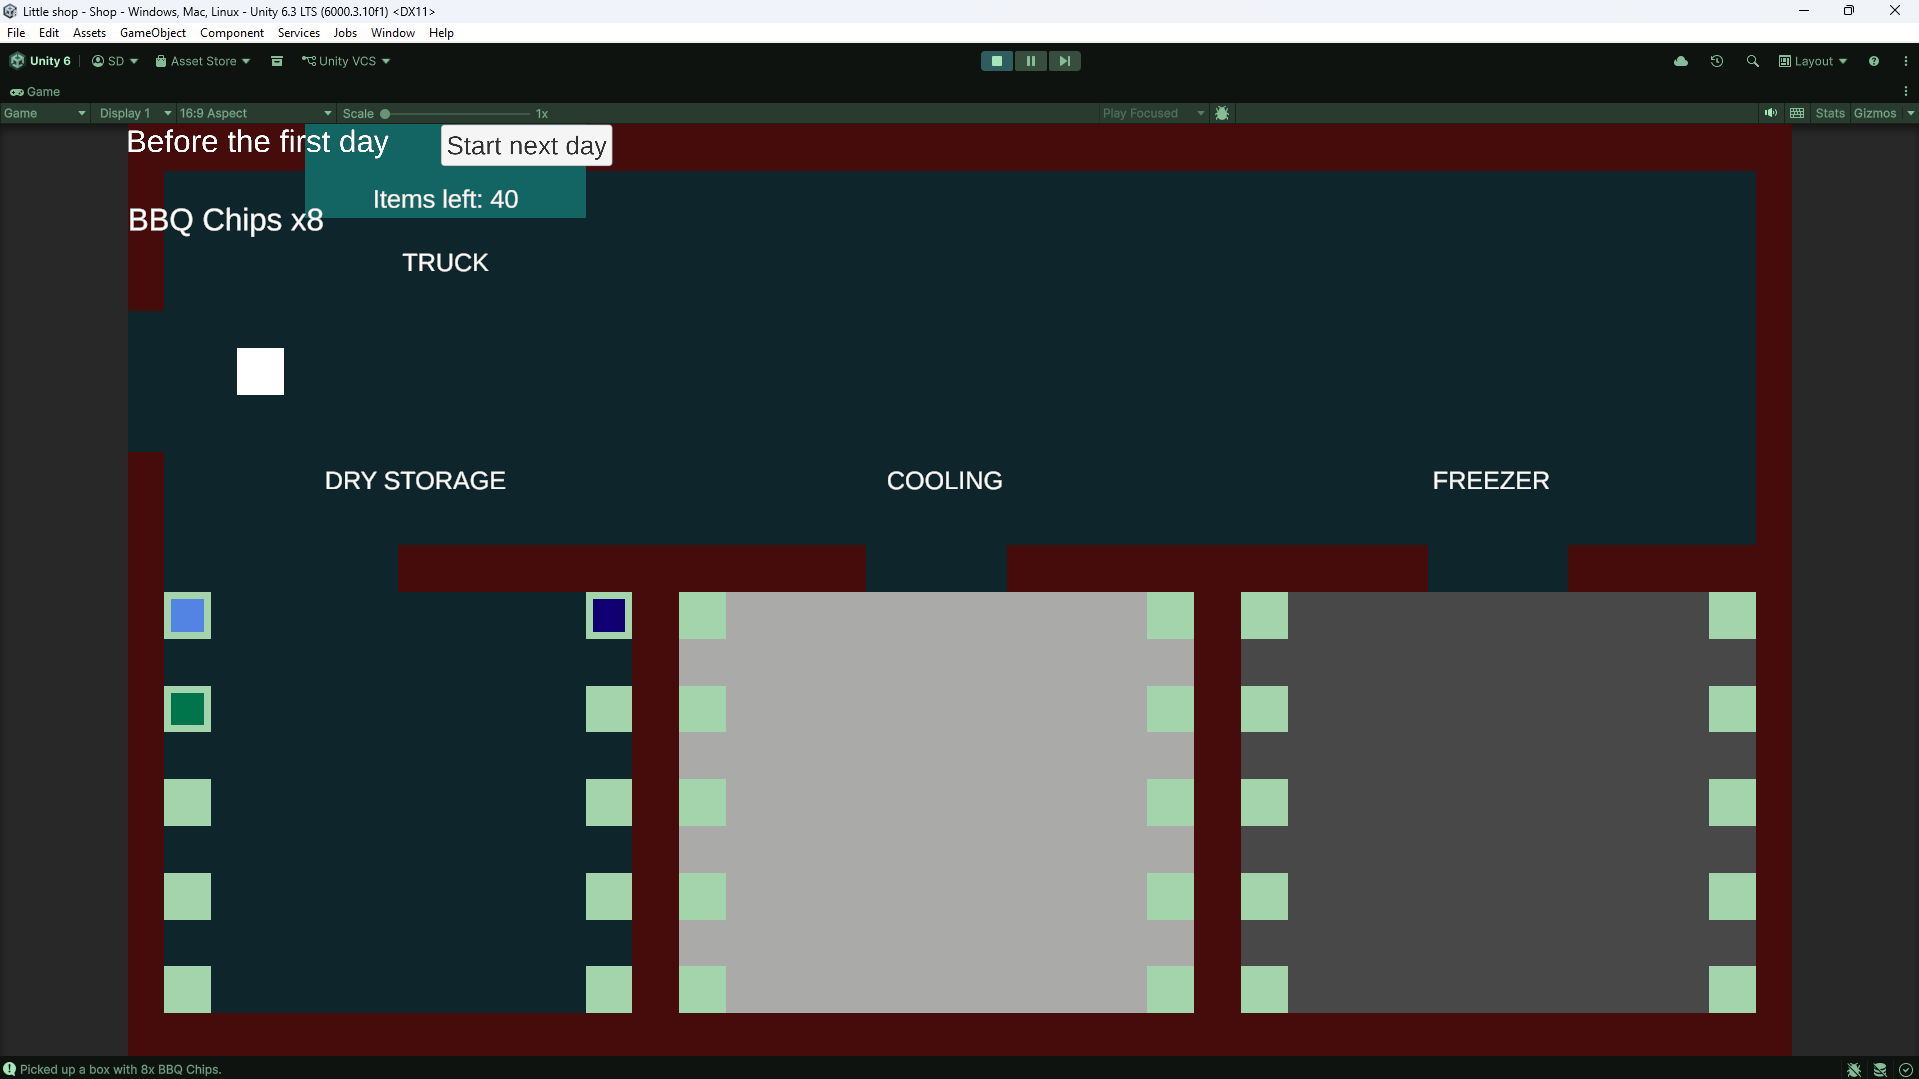 Little shop - Shop - Windows, Mac, Linux - Unity 6.3 LTS (6000.3.10f1) <DX11>
File Edit Assets GameObject Component Services Jobs Window Help
Unity 6 SD Asset Store Unity VCS Layout
Game
Game Display 1 16:9 Aspect Scale 1x Play Focused Stats Gizmos
Before the first day Start next day
Items left: 40
BBQ Chips x8
TRUCK
DRY STORAGE COOLING FREEZER
Picked up a box with 8x BBQ Chips.